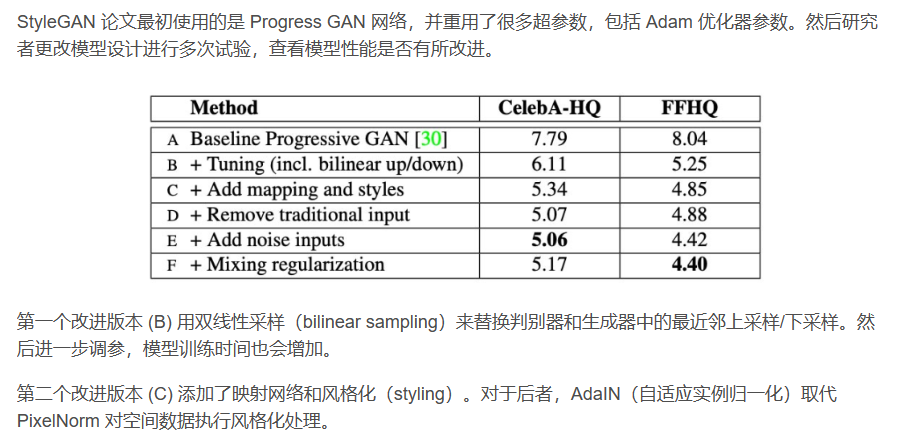 StyleGAN 论文最初使用的是 Progress GAN 网络，并重用了很多超参数，包括 Adam 优化器参数。然后研究
者更改模型设计进行多次试验，查看模型性能是否有所改进。
Method CelebA-HQ FFHQ
A Baseline Progressive GAN [30] 7.79 8.04
B + Tuning (incl. bilinear up/down) 6.11 5.25
C + Add mapping and styles 5.34 4.85
D + Remove traditional input 5.07 4.88
E + Add noise inputs 5.06 4.42
F + Mixing regularization 5.17 4.40
第一个改进版本 (B) 用双线性采样（bilinear sampling）来替换判别器和生成器中的最近邻上采样/下采样。然
后进一步调参，模型训练时间也会增加。
第二个改进版本 (C) 添加了映射网络和风格化（styling）。对于后者，AdaIN（自适应实例归一化）取代
PixelNorm 对空间数据执行风格化处理。